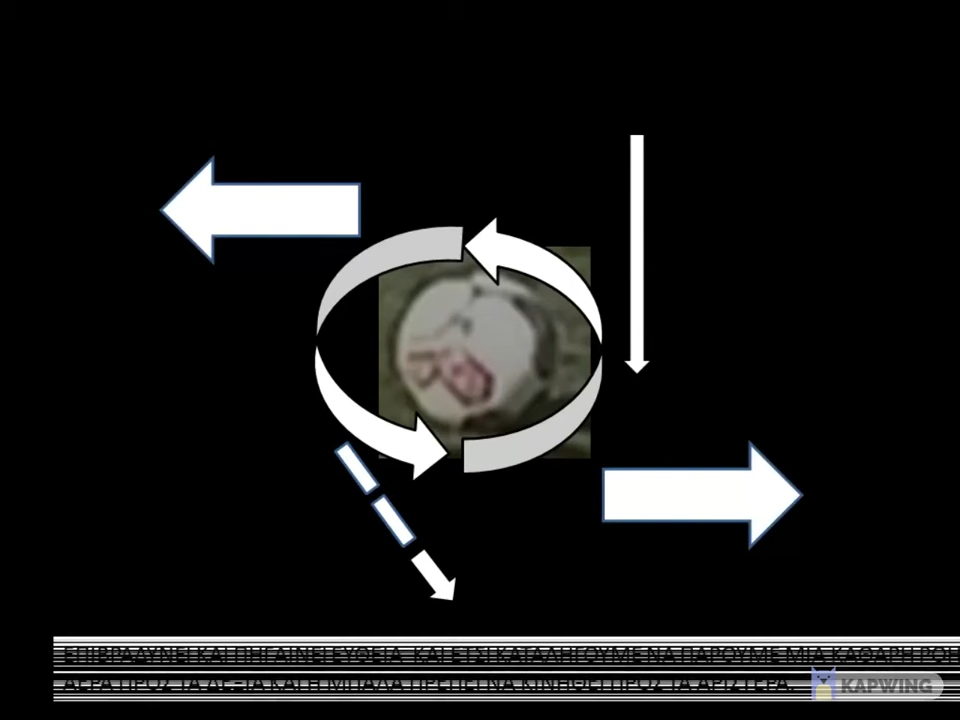 ΕΠΙΒΡΑΔΥΝΕΙ ΚΑΙ ΠΗΓΑΙΝΕΙ ΕΥΘΕΙΑ. ΚΑΙ ΕΤΣΙ ΚΑΤΑΛΗΓΟΥΜΕ ΝΑ ΠΑΡΟΥΜΕ ΜΙΑ ΚΑΘΑΡΗ ΡΟΗ
ΑΕΡΑ ΠΡΟΣ ΤΑ ΔΕΞΙΑ ΚΑΙ Η ΜΠΑΛΑ ΠΡΕΠΕΙ ΝΑ ΚΙΝΗΘΕΙ ΠΡΟΣ ΤΑ ΑΡΙΣΤΕΡΑ.
KAPWING